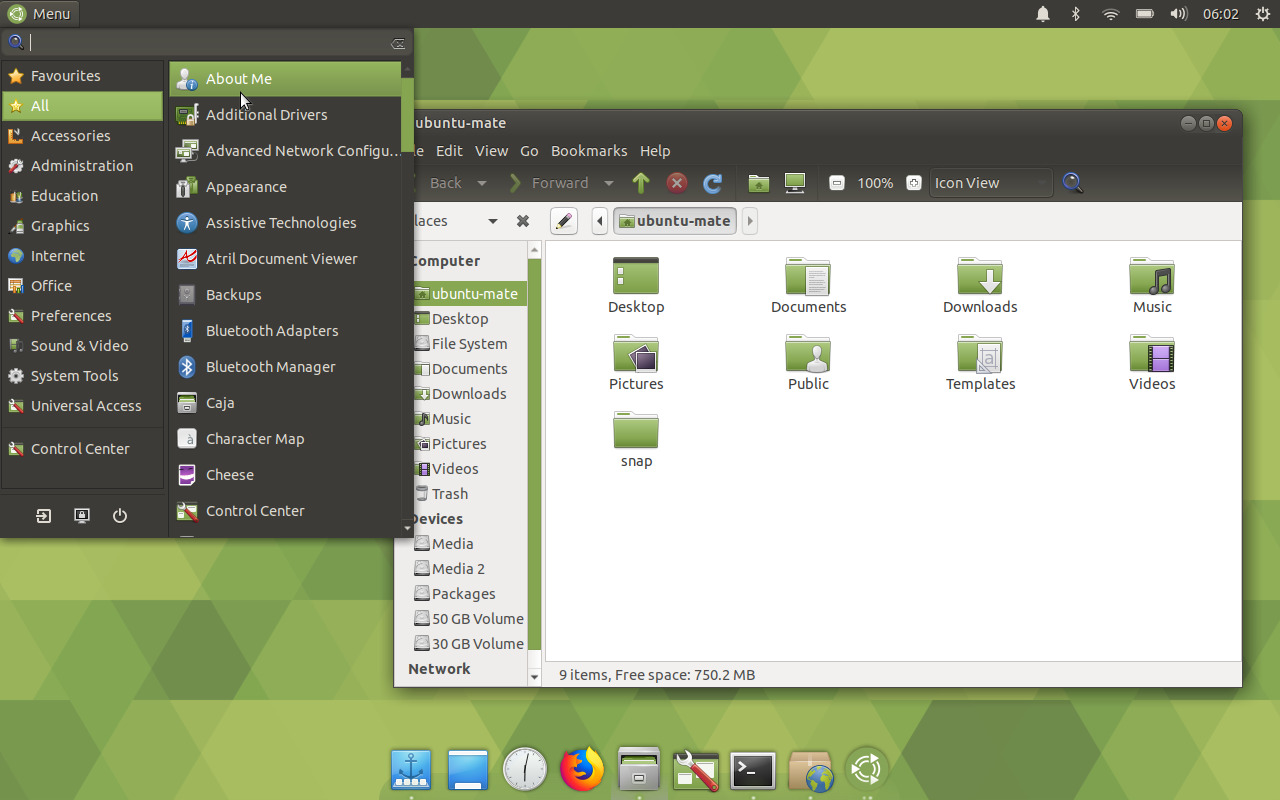 Menu
06:02
Favourites
All
Accessories
Administration
Education
Graphics
Internet
Office
Preferences
Sound & Video
System Tools
Universal Access
Control Center
About Me
Additional Drivers
Advanced Network Configu...
Appearance
Assistive Technologies
Atril Document Viewer
Backups
Bluetooth Adapters
Bluetooth Manager
Caja
Character Map
Cheese
Control Center
ubuntu-mate
le Edit View Go Bookmarks Help
Back Forward 100% Icon View
laces ubuntu-mate
Computer
ubuntu-mate
Desktop
File System
Documents
Downloads
Music
Pictures
Videos
Trash
Devices
Media
Media 2
Packages
50 GB Volume
30 GB Volume
Network
Desktop Documents Downloads Music
Pictures Public Templates Videos
snap
9 items, Free space: 750.2 MB